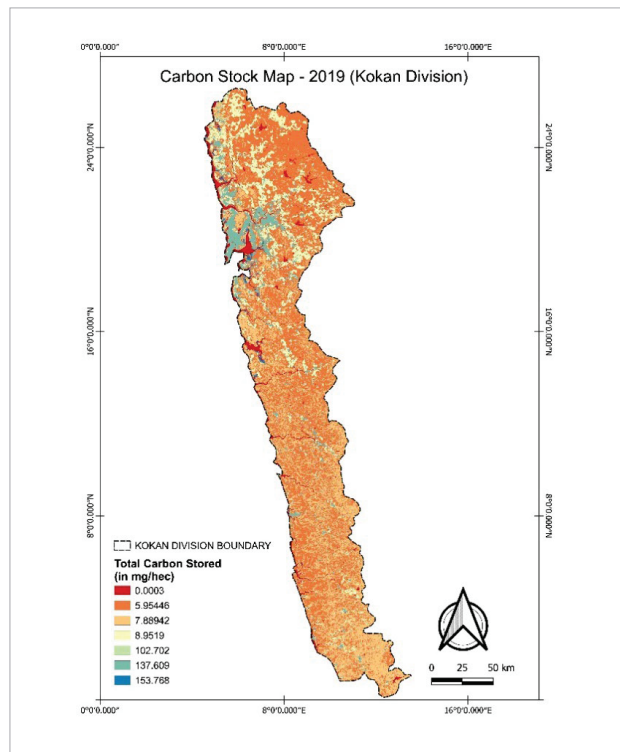 0°0'0.000" 8°0'0.000"E 16°0'0.000"E
Carbon Stock Map - 2019 (Kokan Division)
24°0'0.000"N 24°0'0.000"N
16°0'0.000"N 16°0'0.000"N
8°0'0.000"N 8°0'0.000"N
KOKAN DIVISION BOUNDARY
Total Carbon Stored
(in mg/hec)
0.0003
5.95446
7.88942
8.9519
102.702
137.609
153.768
0 25 50 km
0°0'0.000" 8°0'0.000"E 16°0'0.000"E